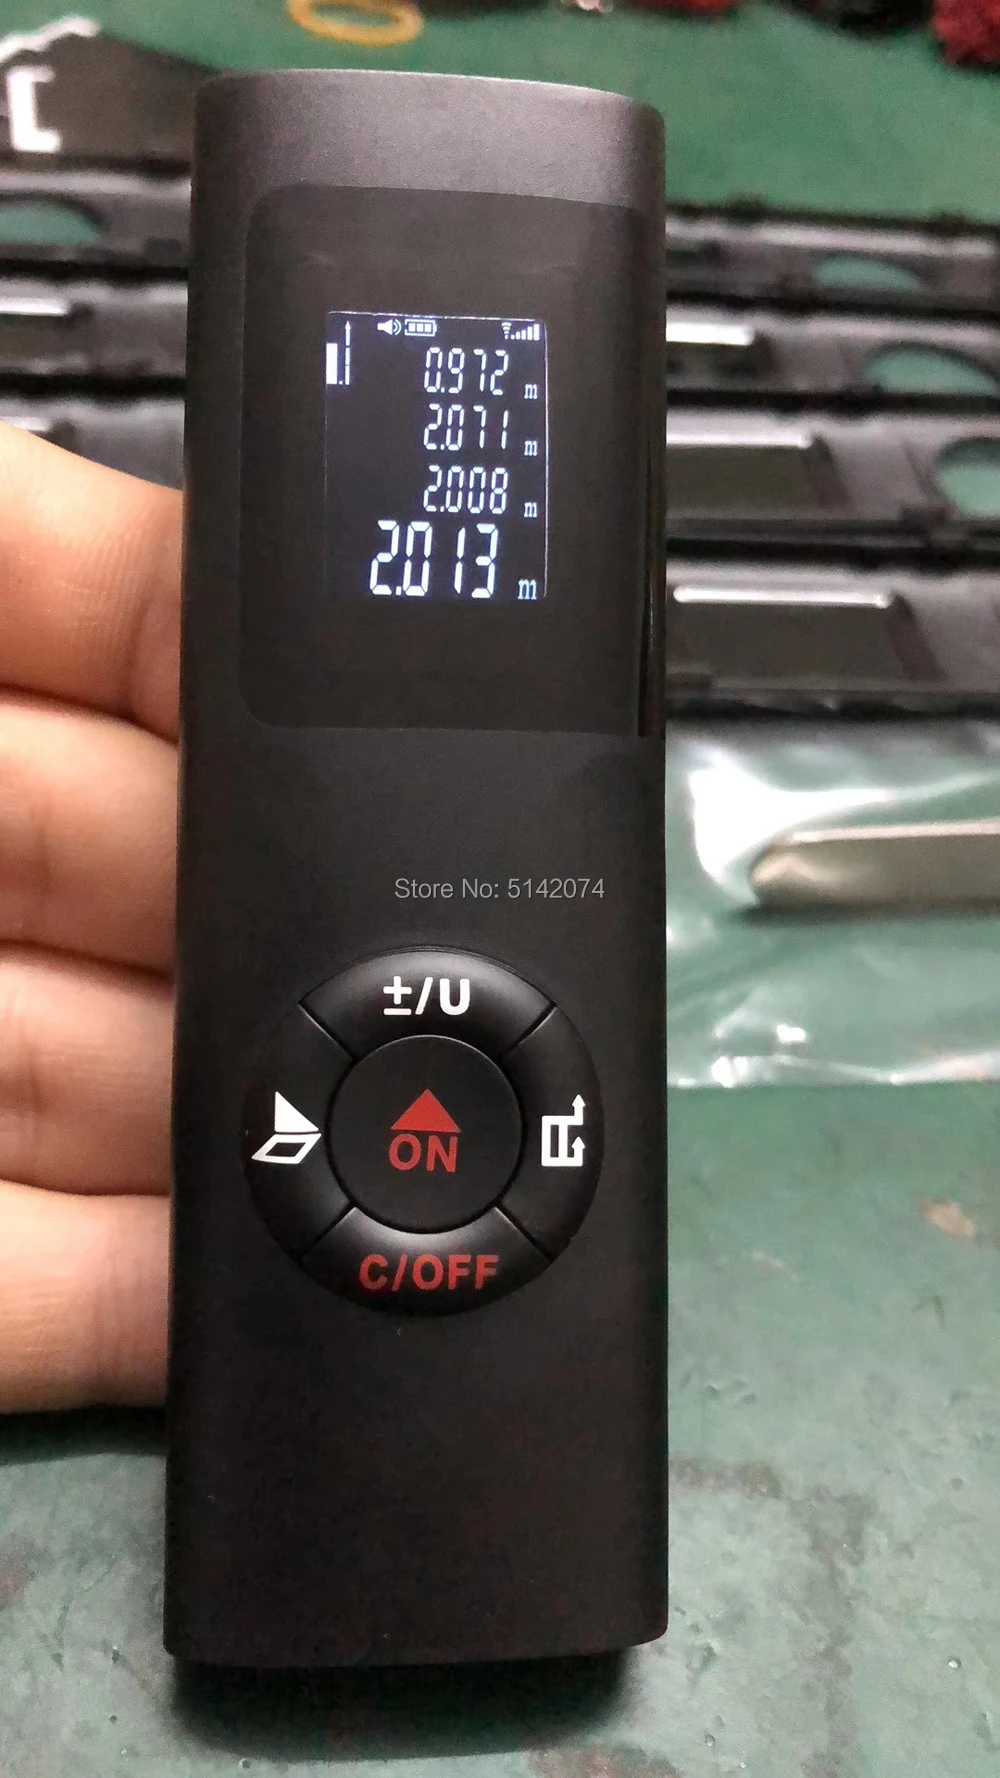 0.972 m
2.071 m
2.008 m
2.013 m
Store No: 5142074
±/U
ON
C/OFF